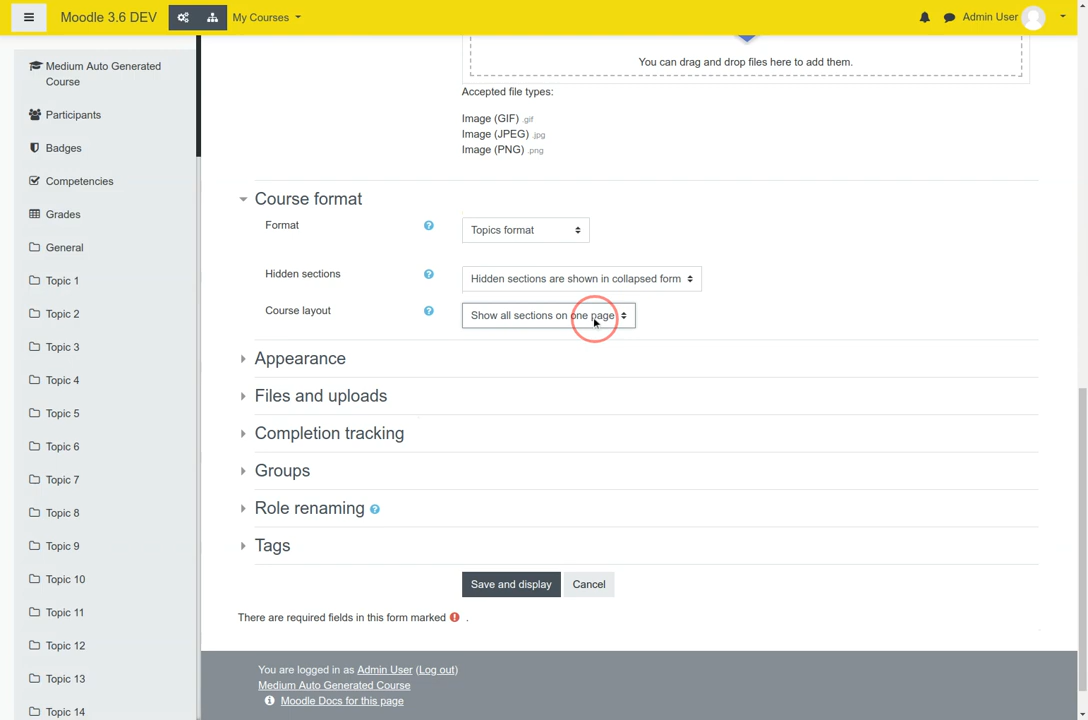 Moodle 3.6 DEV
My Courses
Admin User
Medium Auto Generated
Course
Participants
Badges
Competencies
Grades
General
Topic 1
Topic 2
Topic 3
Topic 4
Topic 5
Topic 6
Topic 7
Topic 8
Topic 9
Topic 10
Topic 11
Topic 12
Topic 13
Topic 14
You can drag and drop files here to add them.
Accepted file types:
Image (GIF) .gif
Image (JPEG) .jpg
Image (PNG) .png
Course format
Format
Topics format
Hidden sections
Hidden sections are shown in collapsed form
Course layout
Show all sections on one page
Appearance
Files and uploads
Completion tracking
Groups
Role renaming
Tags
Save and display
Cancel
There are required fields in this form marked .
You are logged in as Admin User (Log out)
Medium Auto Generated Course
Moodle Docs for this page